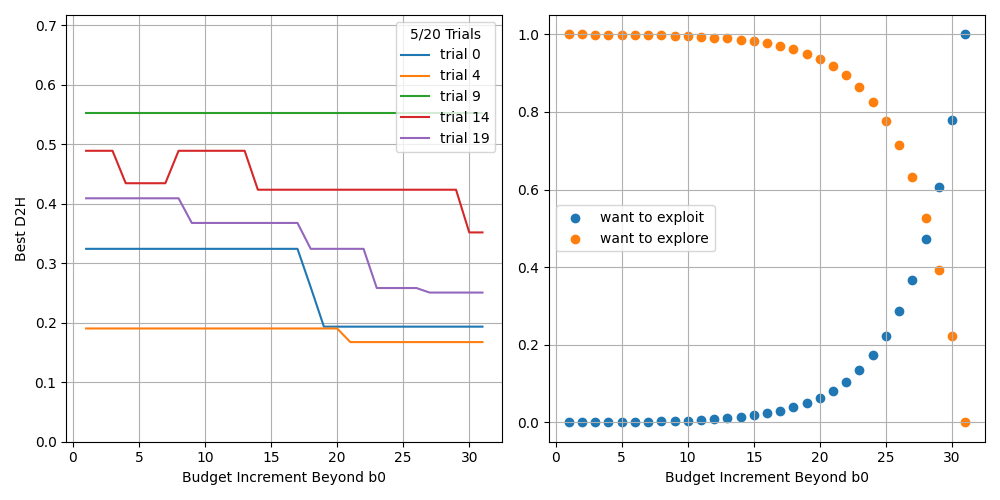 0.7
0.6
0.5
0.4
0.3
0.2
0.1
0.0
Best D2H
0 5 10 15 20 25 30
Budget Increment Beyond b0
5/20 Trials
trial 0
trial 4
trial 9
trial 14
trial 19
1.0
0.8
0.6
0.4
0.2
0.0
0 5 10 15 20 25 30
Budget Increment Beyond b0
want to exploit
want to explore